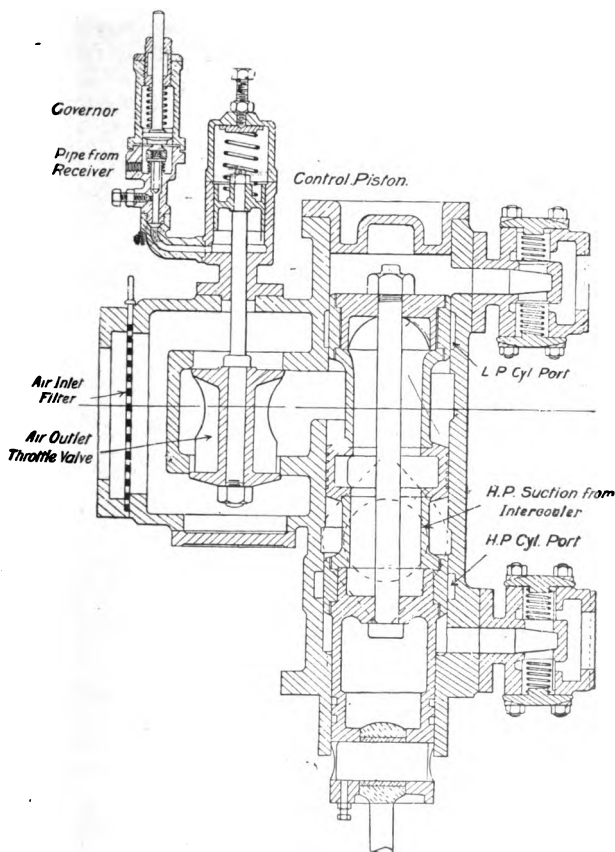 Governor
Pipe from
Receiver
Control Piston.
Air Inlet
Filter
Air Outlet
Throttle Valve
L P Cyl Port
H.P. Suction from
Intercooler
H.P Cyl. Port